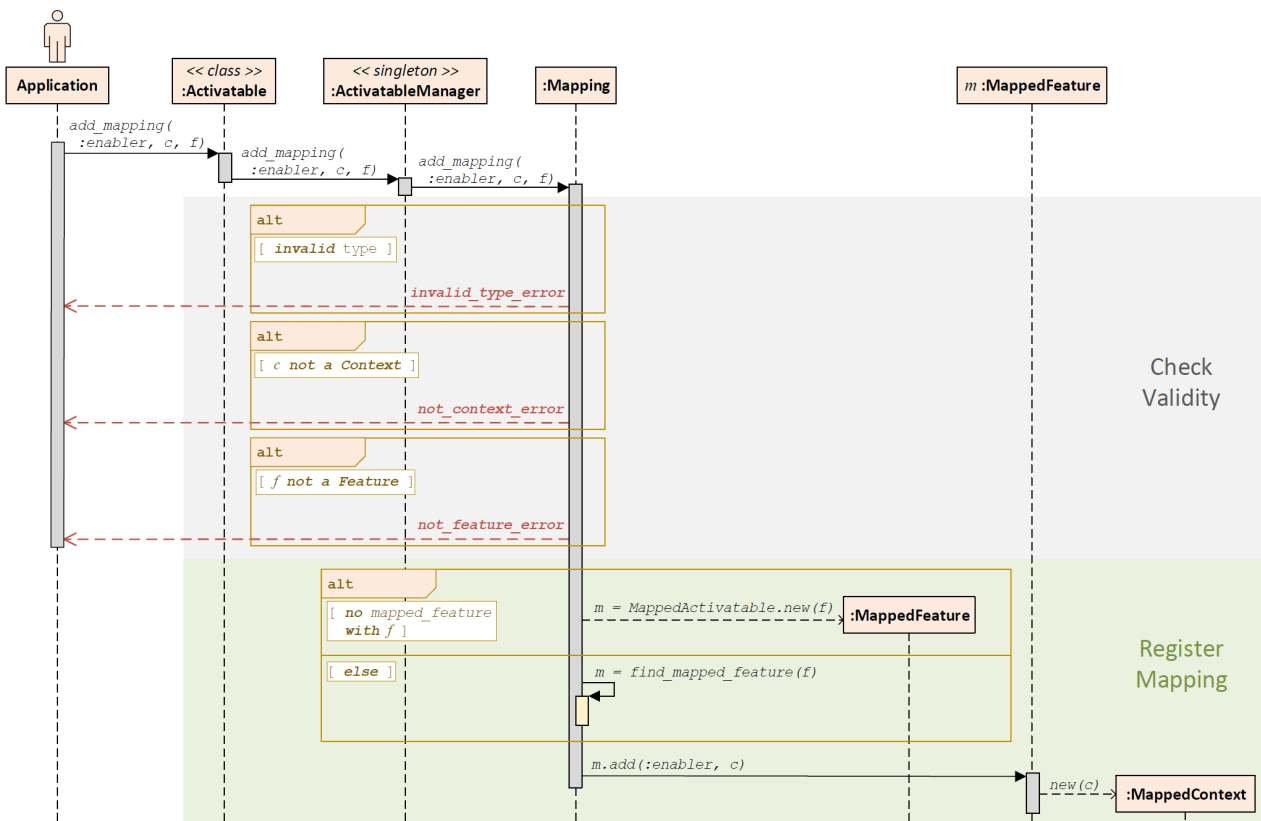 Application
<< class >>
:Activatable
<< singleton >>
:ActivatableManager
:Mapping
m :MappedFeature
add_mapping(
:enabler, c, f)
add_mapping(
:enabler, c, f)
add_mapping(
:enabler, c, f)
alt
[ invalid type ]
invalid_type_error
alt
[ c not a Context ]
not_context_error
Check
Validity
alt
[ f not a Feature ]
not_feature_error
alt
[ no mapped_feature
with f ]
m = MappedActivatable.new(f)
:MappedFeature
[ else ]
m = find_mapped_feature(f)
Register
Mapping
m.add(:enabler, c)
new(c)
:MappedContext